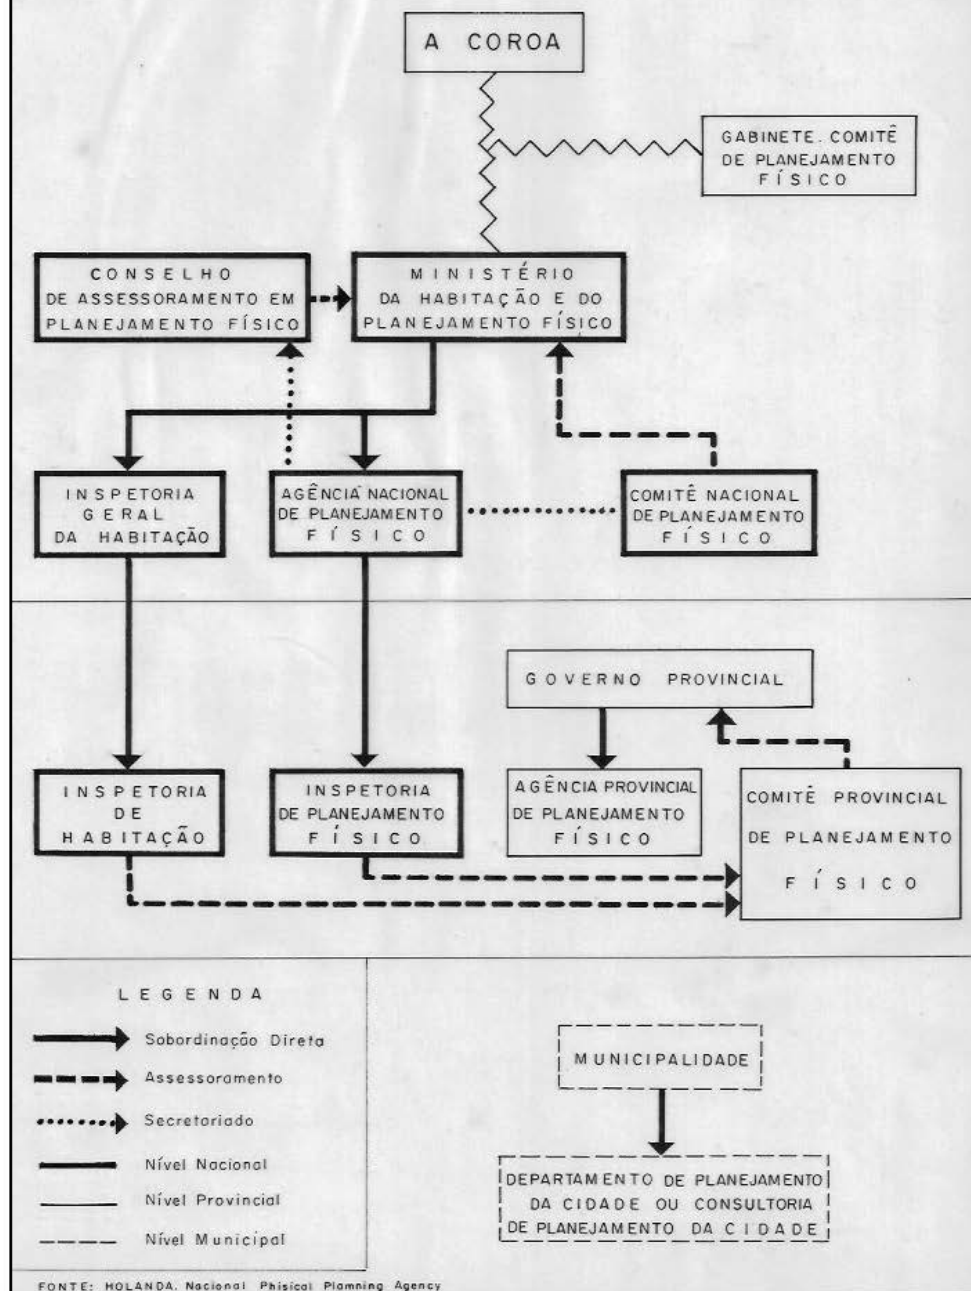 A COROA
GABINETE. COMITÊ
DE PLANEJAMENTO
FÍSICO
CONSELHO
DE ASSESSORAMENTO EM
PLANEJAMENTO FÍSICO
MINISTÉRIO
DA HABITAÇÃO E DO
PLANEJAMENTO FÍSICO
INSPETORIA
GERAL
DA HABITAÇÃO
AGÊNCIA NACIONAL
DE PLANEJAMENTO
FÍSICO
COMITÊ NACIONAL
DE PLANEJAMENTO
FÍSICO
GOVERNO PROVINCIAL
INSPETORIA
DE
HABITAÇÃO
INSPETORIA
DE PLANEJAMENTO
FÍSICO
AGÊNCIA PROVINCIAL
DE PLANEJAMENTO
FÍSICO
COMITÊ PROVINCIAL
DE PLANEJAMENTO
FÍSICO
LEGENDA
Sobordinação Direta
Assessoramento
Secretariado
Nível Nacional
Nível Provincial
Nível Municipal
MUNICIPALIDADE
DEPARTAMENTO DE PLANEJAMENTO
DA CIDADE OU CONSULTORIA
DE PLANEJAMENTO DA CIDADE
FONTE: HOLANDA. Nacional Phisical Plamning Agency